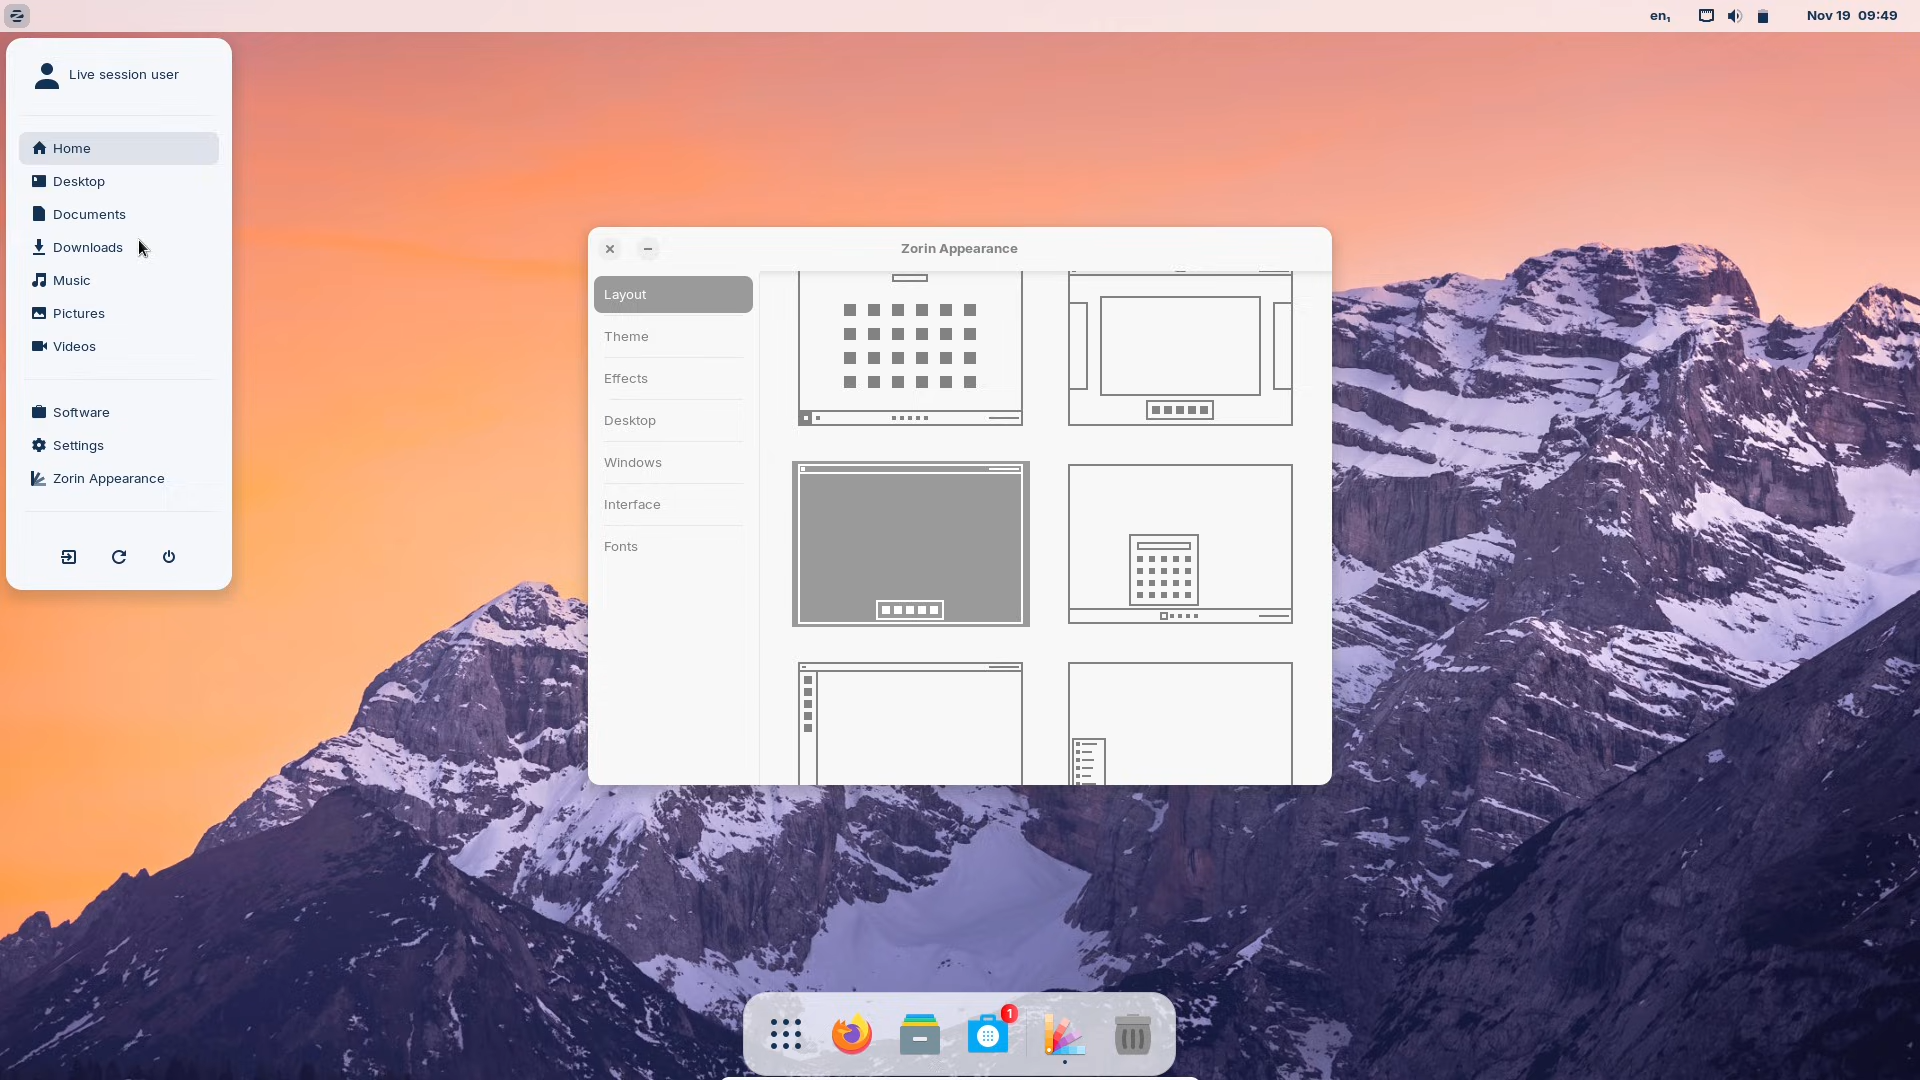 en₁
Nov 19 09:49
Live session user
Home
Desktop
Documents
Downloads
Music
Pictures
Videos
Software
Settings
Zorin Appearance
Zorin Appearance
Layout
Theme
Effects
Desktop
Windows
Interface
Fonts
1